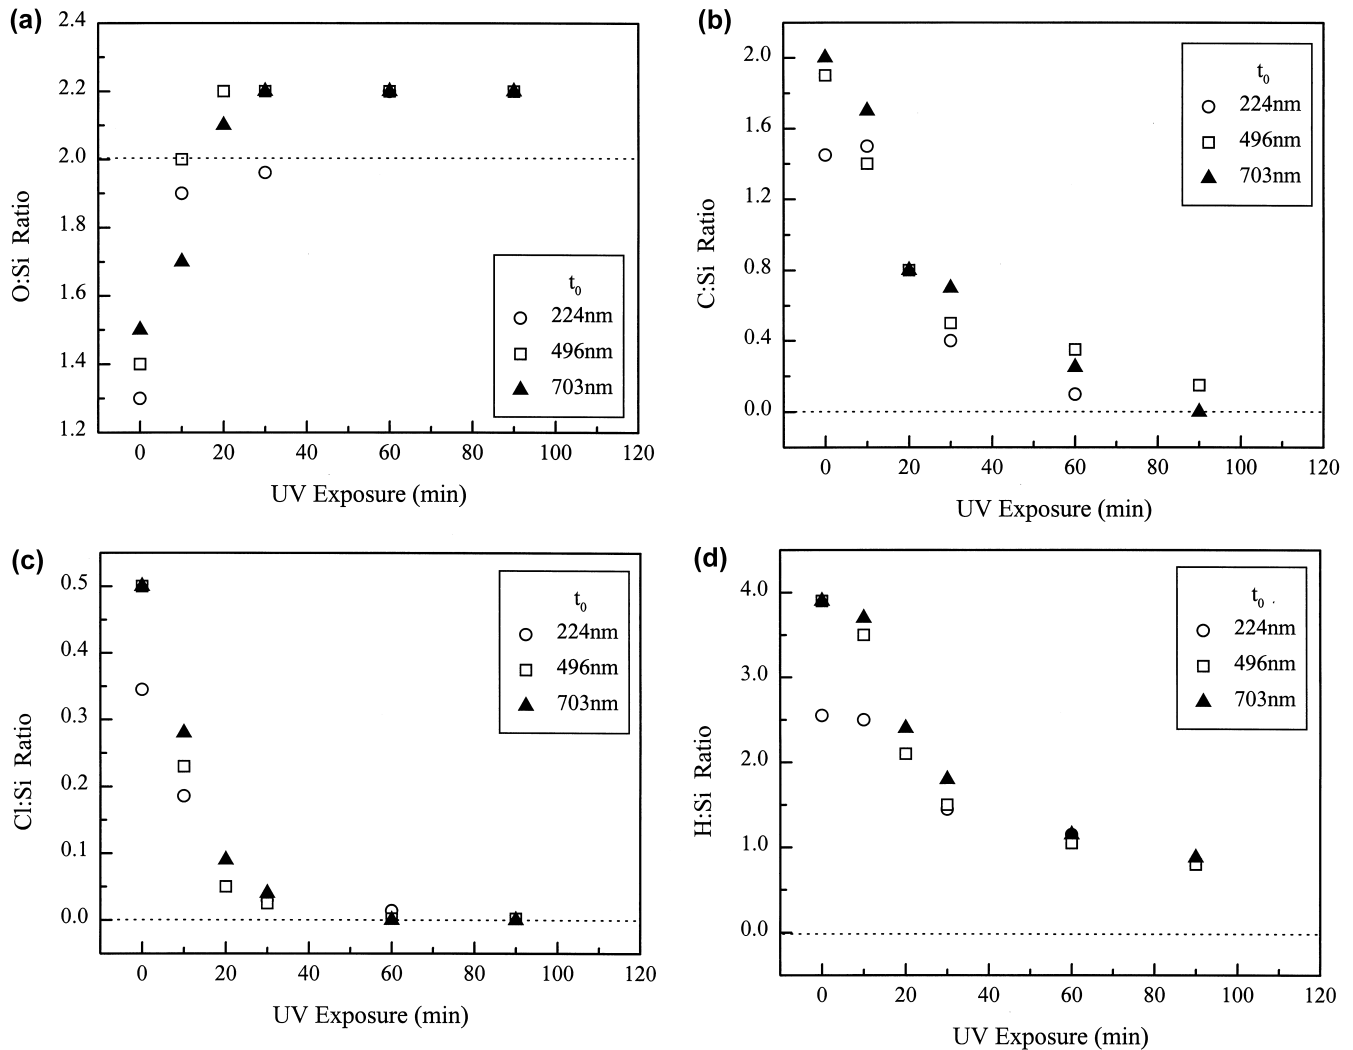 (a)
2.4
2.2
2.0
1.8
1.6
1.4
1.2
O:Si Ratio
t0
224nm
496nm
703nm
0 20 40 60 80 100 120
UV Exposure (min)
(b)
2.0
1.6
1.2
0.8
0.4
0.0
C:Si Ratio
t0
224nm
496nm
703nm
0 20 40 60 80 100 120
UV Exposure (min)
(c)
0.5
0.4
0.3
0.2
0.1
0.0
Cl:Si Ratio
t0
224nm
496nm
703nm
0 20 40 60 80 100 120
UV Exposure (min)
(d)
4.0
3.0
2.0
1.0
0.0
H:Si Ratio
t0
224nm
496nm
703nm
0 20 40 60 80 100 120
UV Exposure (min)